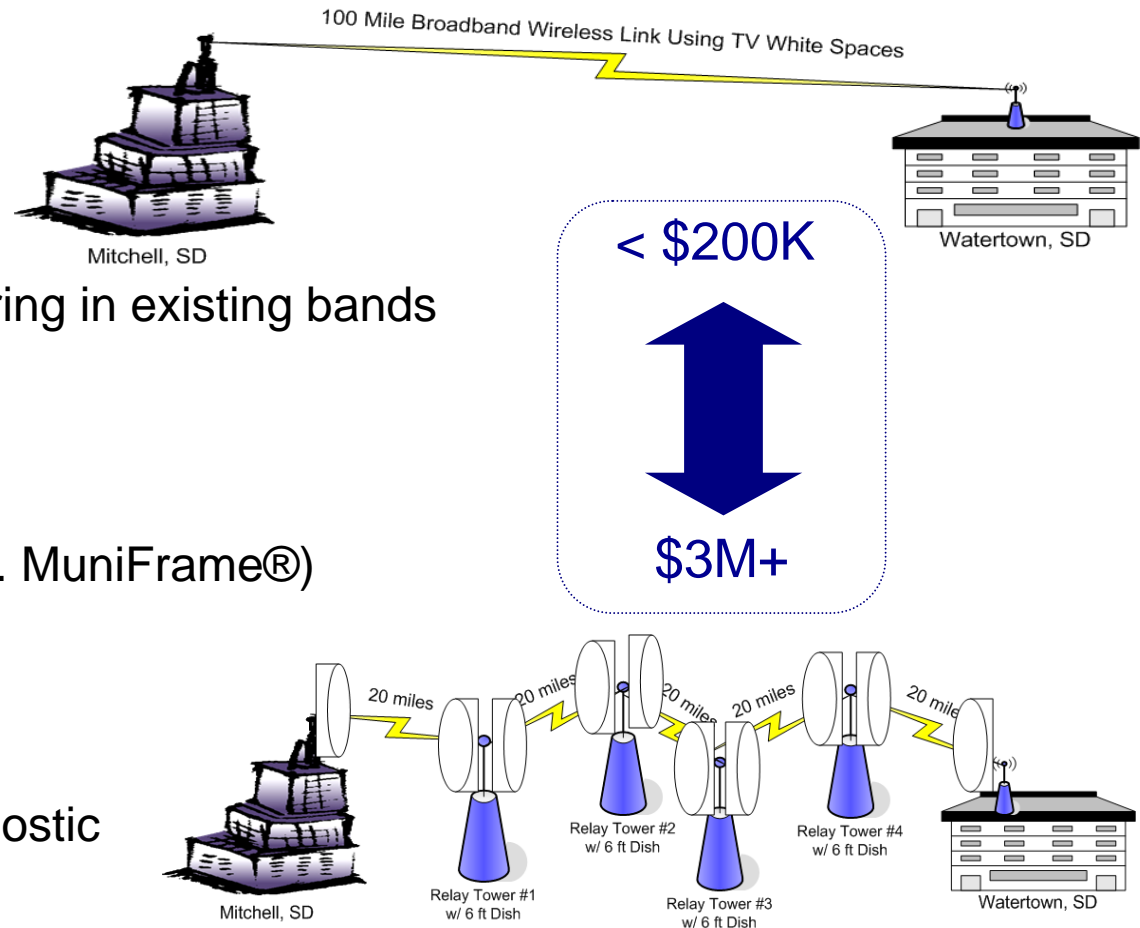 100 Mile Broadband Wireless Link Using TV White Spaces
Mitchell, SD
Watertown, SD
< $200K
ring in existing bands
$3M+
. MuniFrame®)
20 miles
20 miles
20 miles
20 miles
20 mile
ostic
Relay Tower #1
w/ 6 ft Dish
Relay Tower #2
w/ 6 ft Dish
Relay Tower #3
w/ 6 ft Dish
Relay Tower #4
w/ 6 ft Dish
Mitchell, SD
Watertown, SD